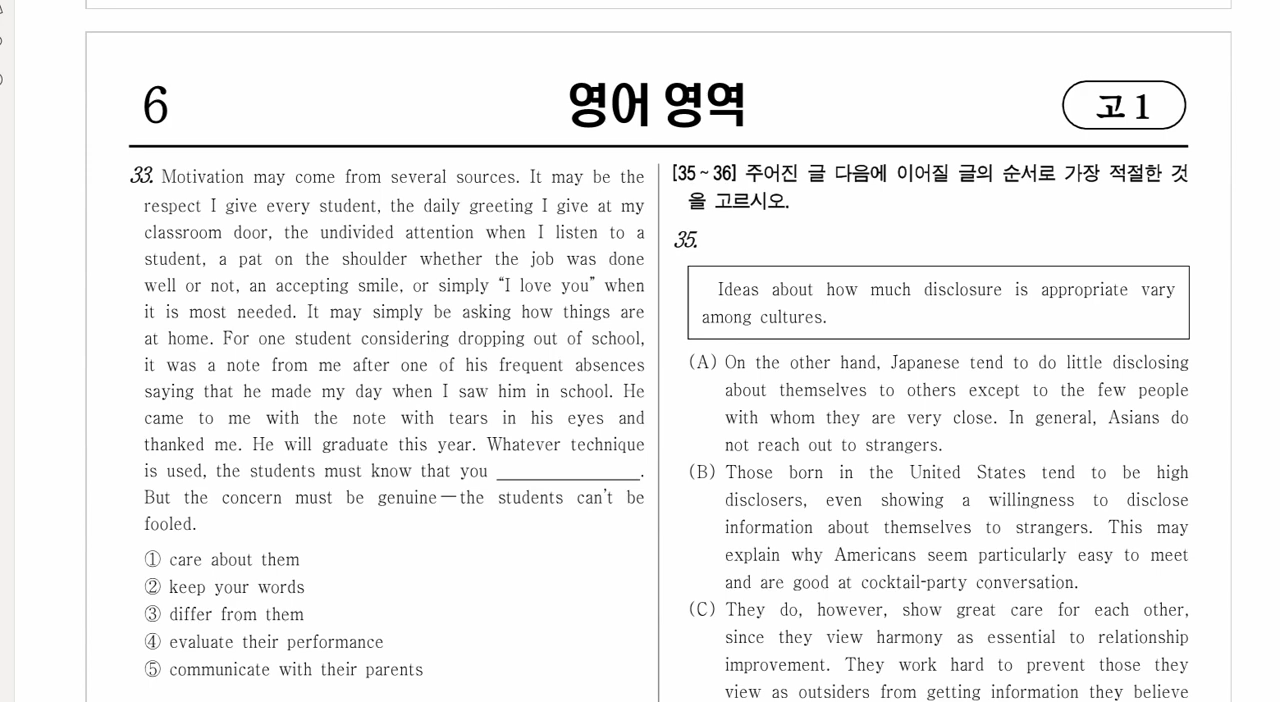 6
영어 영역
고 1
33. Motivation may come from several sources. It may be the
respect I give every student, the daily greeting I give at my
classroom door, the undivided attention when I listen to a
student, a pat on the shoulder whether the job was done
well or not, an accepting smile, or simply “I love you” when
it is most needed. It may simply be asking how things are
at home. For one student considering dropping out of school,
it was a note from me after one of his frequent absences
saying that he made my day when I saw him in school. He
came to me with the note with tears in his eyes and
thanked me. He will graduate this year. Whatever technique
is used, the students must know that you ______________.
But the concern must be genuine—the students can’t be
fooled.
① care about them
② keep your words
③ differ from them
④ evaluate their performance
⑤ communicate with their parents
[35～36] 주어진 글 다음에 이어질 글의 순서로 가장 적절한 것
을 고르시오.
35.
Ideas about how much disclosure is appropriate vary
among cultures.
(A) On the other hand, Japanese tend to do little disclosing
about themselves to others except to the few people
with whom they are very close. In general, Asians do
not reach out to strangers.
(B) Those born in the United States tend to be high
disclosers, even showing a willingness to disclose
information about themselves to strangers. This may
explain why Americans seem particularly easy to meet
and are good at cocktail-party conversation.
(C) They do, however, show great care for each other,
since they view harmony as essential to relationship
improvement. They work hard to prevent those they
view as outsiders from getting information they believe